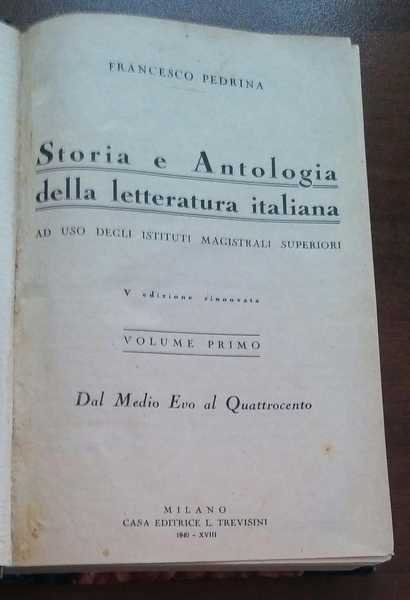 FRANCESCO PEDRINA
Storia e Antologia
della letteratura italiana
AD USO DEGLI ISTITUTI MAGISTRALI SUPERIORI
V edizione rinnovata
VOLUME PRIMO
Dal Medio Evo al Quattrocento
MILANO
CASA EDITRICE L. TREVISINI
1940 - XVIII